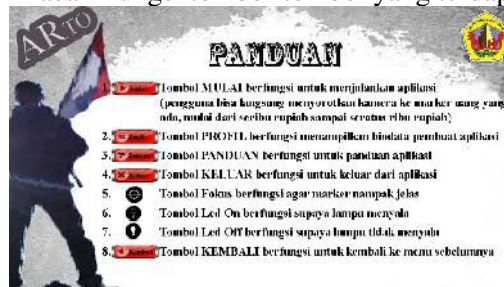 ARTO
PANDUAN
1. Tombol MULAI berfungsi untuk menjalankan aplikasi
(pengguna bisa langsung menyorotkan kamera ke marker uang yang
ada, mulai dari seribu rupiah sampai seratus ribu rupiah)
2. Tombol PROFIL berfungsi menampilkan biodata pembuat aplikasi
3. Tombol PANDUAN berfungsi untuk panduan aplikasi
4. Tombol KELUAR berfungsi untuk keluar dari aplikasi
5. Tombol Fokus berfungsi agar marker nampak jelas
6. Tombol Led On berfungsi supaya lampu menyala
7. Tombol Led Off berfungsi supaya lampu tidak menyala
8. Tombol KEMBALI berfungsi untuk kembali ke menu sebelumnya